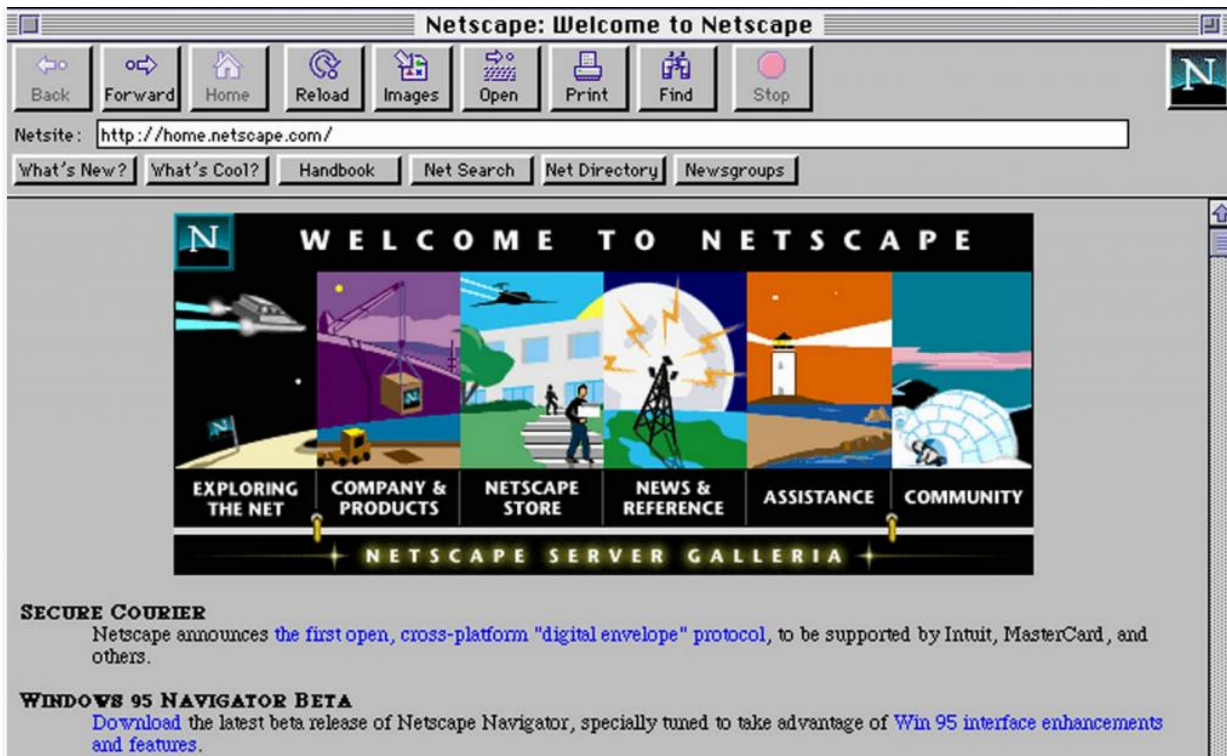 Netscape: Welcome to Netscape
Back Forward Home Reload Images Open Print Find Stop
N
Netsite: http://home.netscape.com/
What's New? What's Cool? Handbook Net Search Net Directory Newsgroups
N WELCOME TO NETSCAPE
N
N
EXPLORING THE NET
COMPANY & PRODUCTS
NETSCAPE STORE
NEWS & REFERENCE
ASSISTANCE
COMMUNITY
NETSCAPE SERVER GALLERIA
SECURE COURIER
Netscape announces the first open, cross-platform "digital envelope" protocol, to be supported by Intuit, MasterCard, and
others.
WINDOWS 95 NAVIGATOR BETA
Download the latest beta release of Netscape Navigator, specially tuned to take advantage of Win 95 interface enhancements
and features.